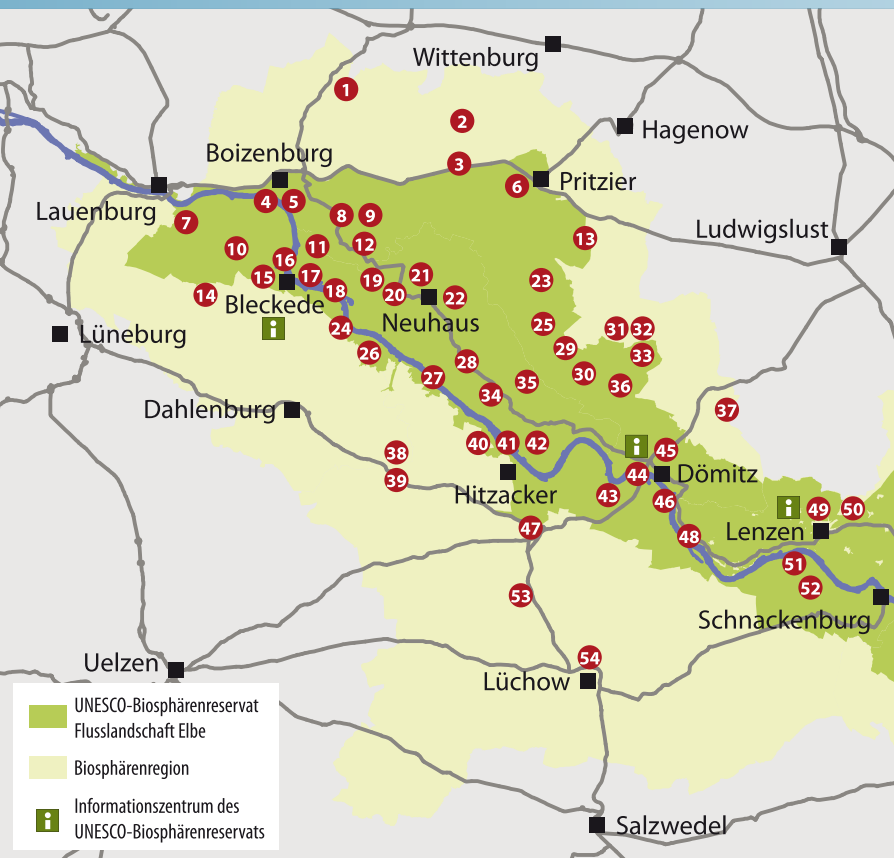 Wittenburg
1
2
Hagenow
Boizenburg
3
6
Pritzier
4
5
Lauenburg
7
8
9
Ludwigslust
10
11
12
13
16
15
17
19
21
23
14
Bleckede
18
20
22
Neuhaus
Lüneburg
i
24
25
31
32
26
28
29
33
27
30
36
35
34
Dahlenburg
37
38
40
41
42
i
45
39
Hitzacker
44
Dömitz
43
46
i
49
50
47
48
Lenzen
51
52
53
Schnackenburg
Uelzen
54
Lüchow
UNESCO-Biosphärenreservat
Flusslandschaft Elbe
Biosphärenregion
i
Informationszentrum des
UNESCO-Biosphärenreservats
Salzwedel